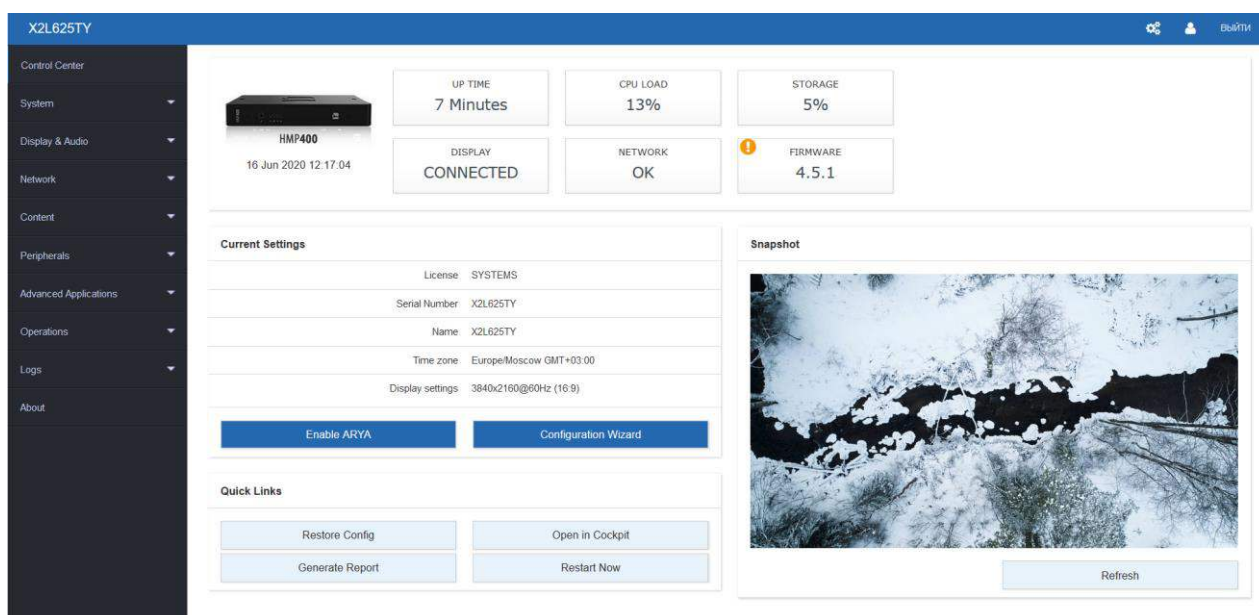 X2L625TY
ВЫЙТИ
Control Center
System
Display & Audio
Network
Content
Peripherals
Advanced Applications
Operations
Logs
About
HMP400
16 Jun 2020 12:17:04
UP TIME
7 Minutes
CPU LOAD
13%
STORAGE
5%
DISPLAY
CONNECTED
NETWORK
OK
FIRMWARE
4.5.1
Current Settings
License SYSTEMS
Serial Number X2L625TY
Name X2L625TY
Time zone Europe/Moscow GMT+03:00
Display settings 3840x2160@60Hz (16:9)
Enable ARYA
Configuration Wizard
Quick Links
Restore Config
Open in Cockpit
Generate Report
Restart Now
Snapshot
Refresh